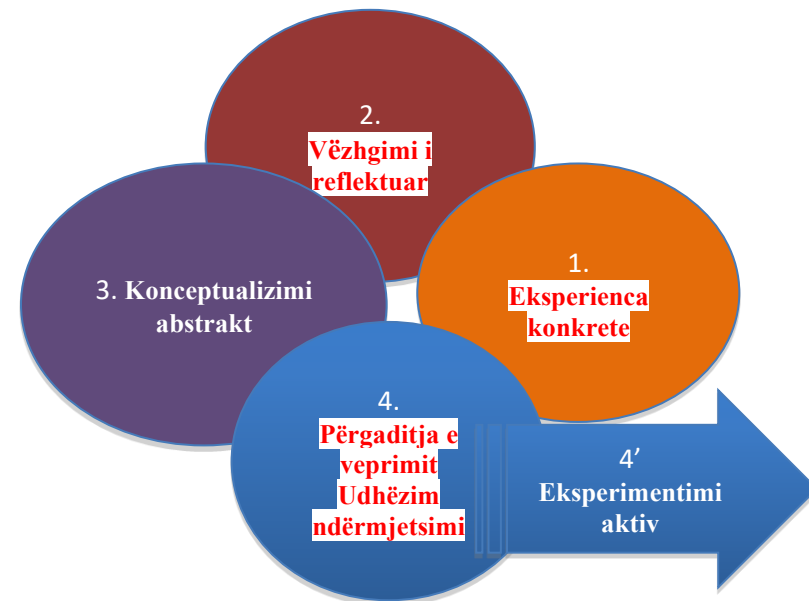 2.
Vëzhgimi i
reflektuar
1.
Eksperienca
konkrete
3. Konceptualizimi
abstrakt
4.
Përgaditja e
veprimit
Udhëzim
ndërmjetsimi
4’
Eksperimentimi
aktiv